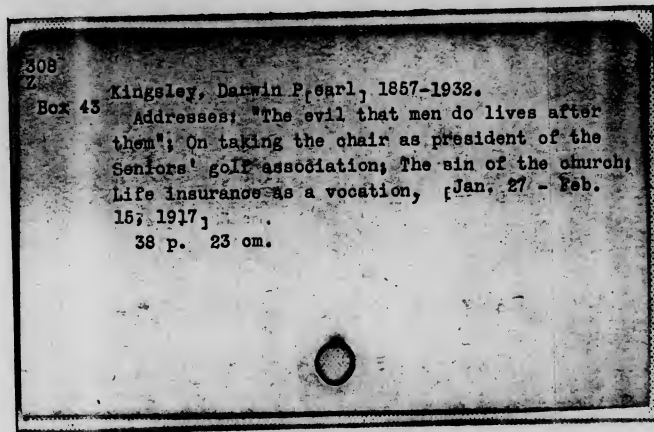 308
Z
Box 43 Kingsley, Darwin P[earl] 1857-1932.
Addresses; "The evil that men do lives after
them"; On taking the chair as president of the
Seniors' golf association; The sin of the church;
Life insurance as a vocation, [Jan. 27 - Feb.
15, 1917]
38 p. 23 cm.